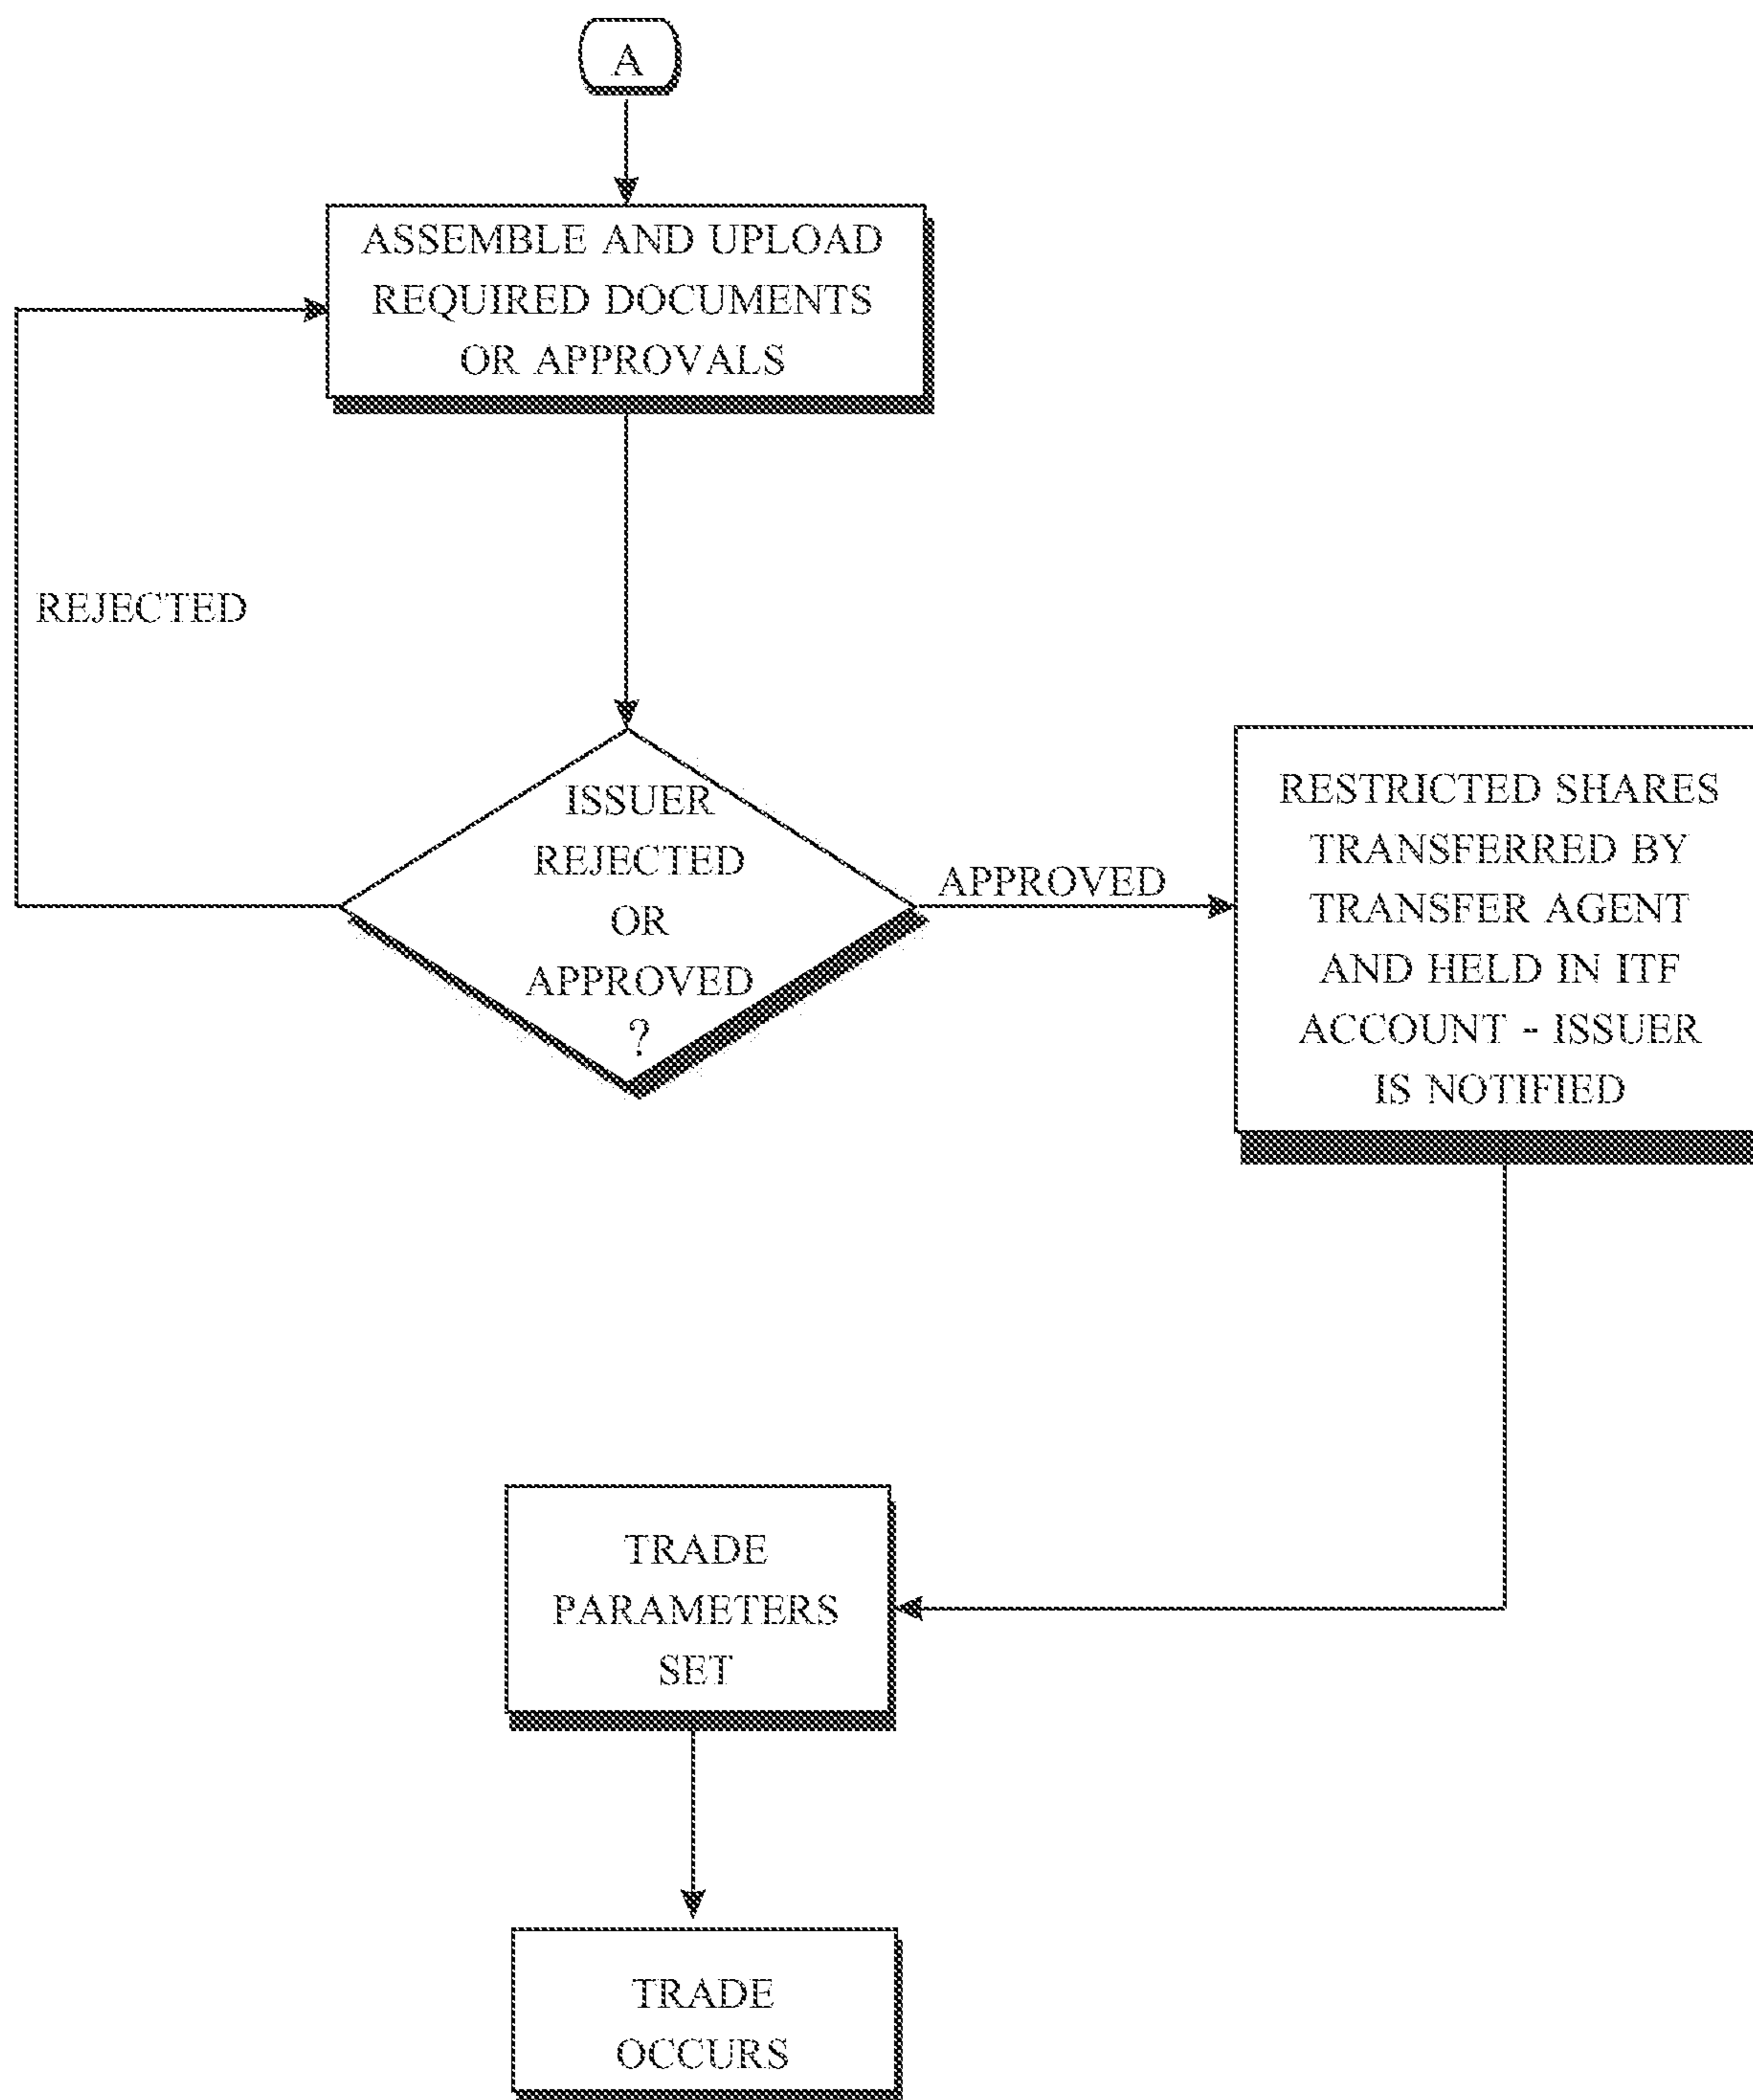 A
ASSEMBLE AND UPLOAD
REQUIRED DOCUMENTS
OR APPROVALS
REJECTED
ISSUER
REJECTED
OR
APPROVED
?
APPROVED
RESTRICTED SHARES
TRANSFERRED BY
TRANSFER AGENT
AND HELD IN ITF
ACCOUNT - ISSUER
IS NOTIFIED
TRADE
PARAMETERS
SET
TRADE
OCCURS